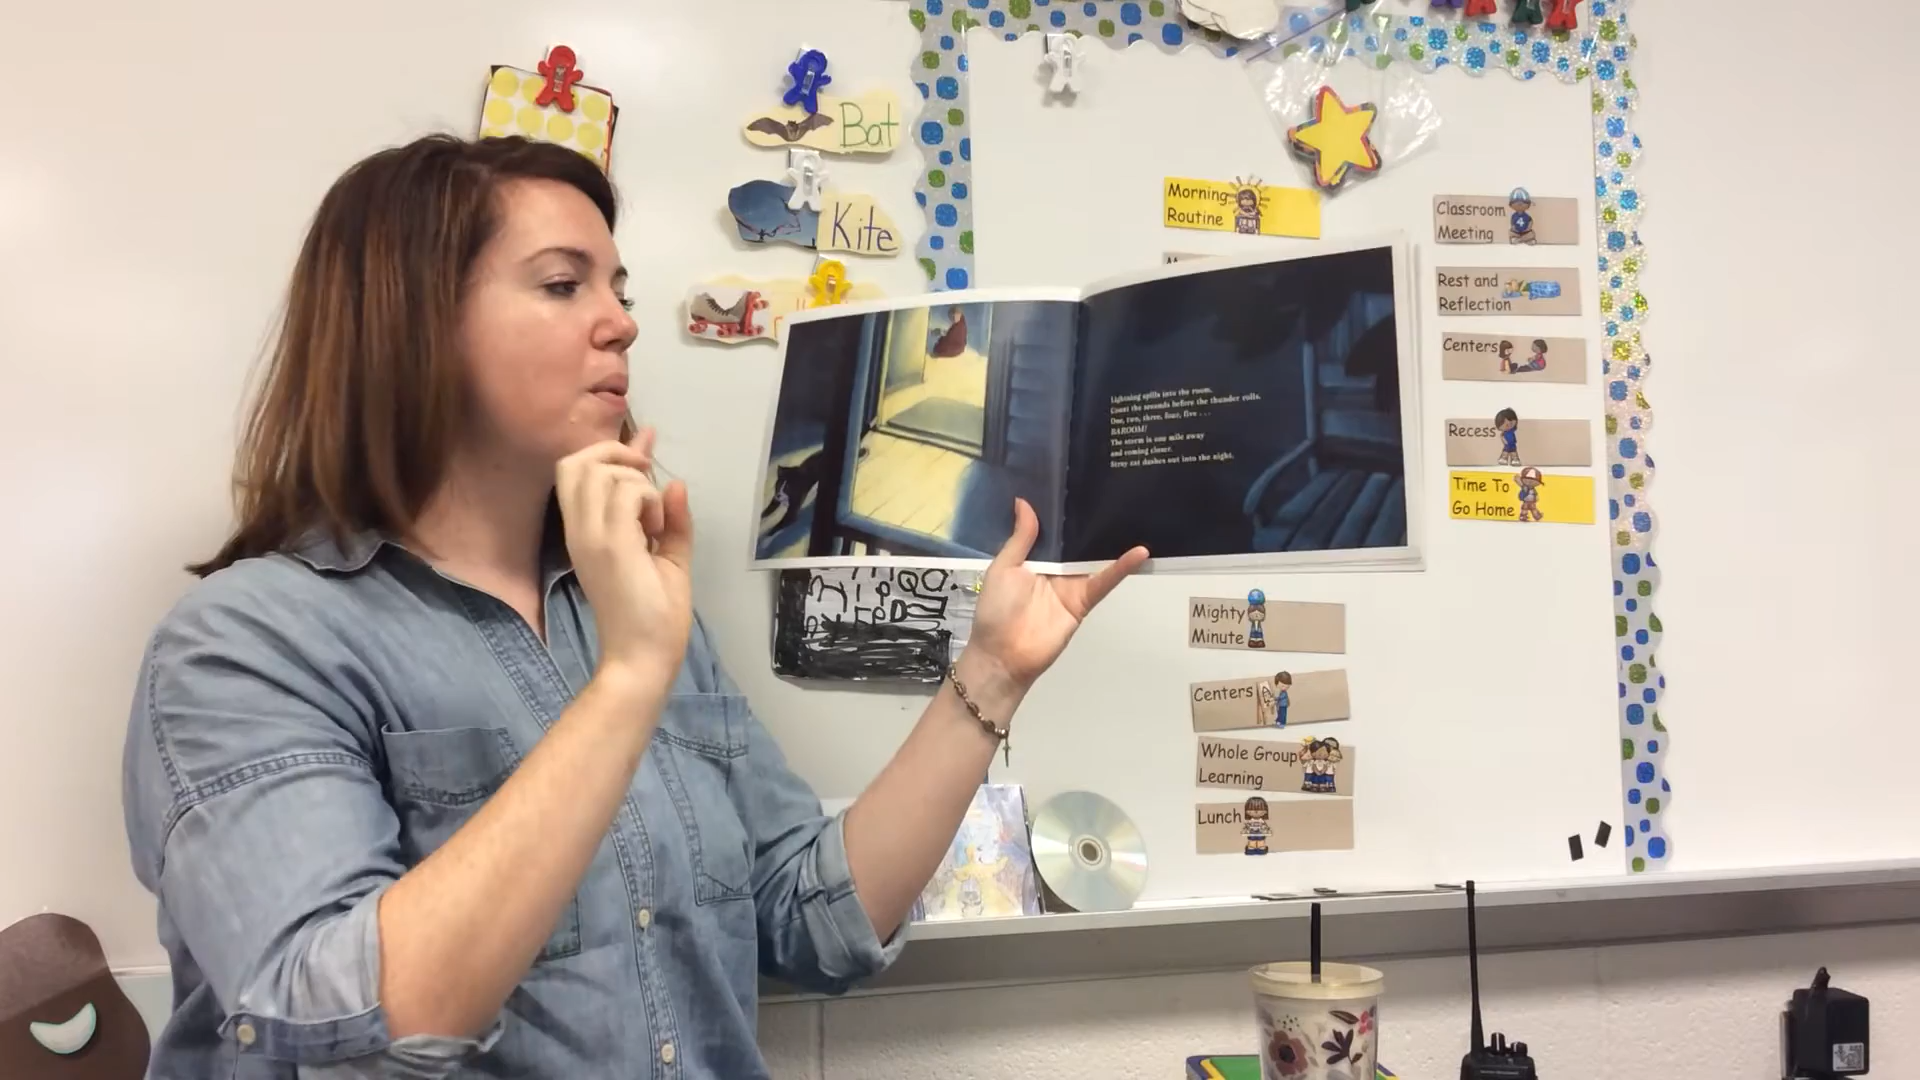 Bat
Kite
Morning
Routine
Classroom
Meeting
Rest and
Reflection
Centers
Recess
Time To
Go Home
Lightning spills into the room.
Count the seconds before the thunder rolls.
One, two, three, four, five . . .
BAROOM!
The storm is one mile away
and coming closer.
Stray cat dashes out into the night.
Mighty
Minute
Centers
Whole Group
Learning
Lunch